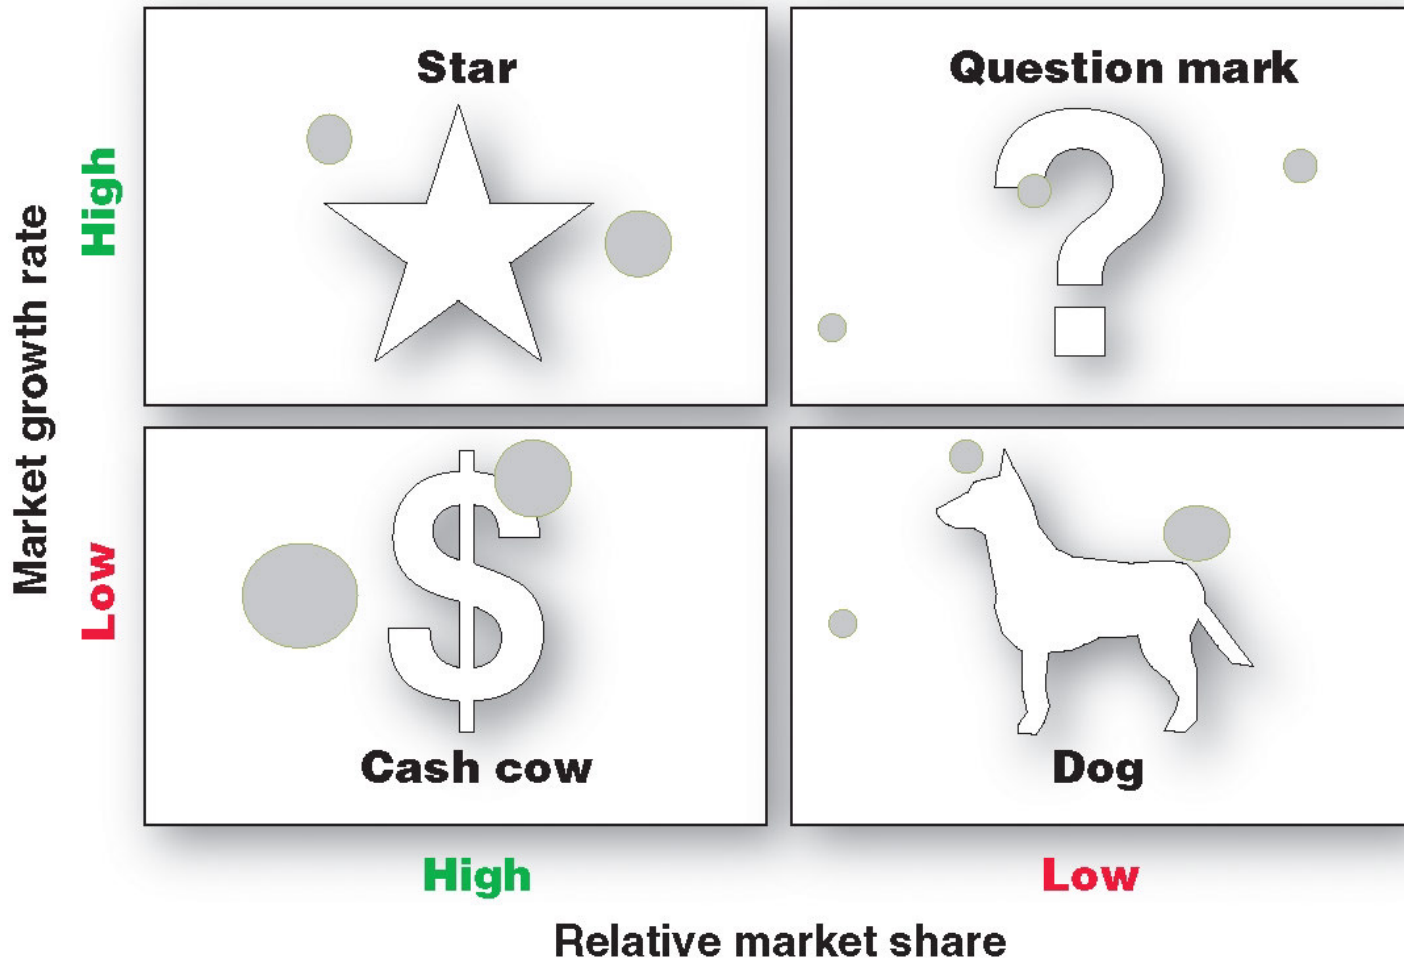 Star
Question mark
Market growth rate
High
Low
Cash cow
Dog
High
Low
Relative market share